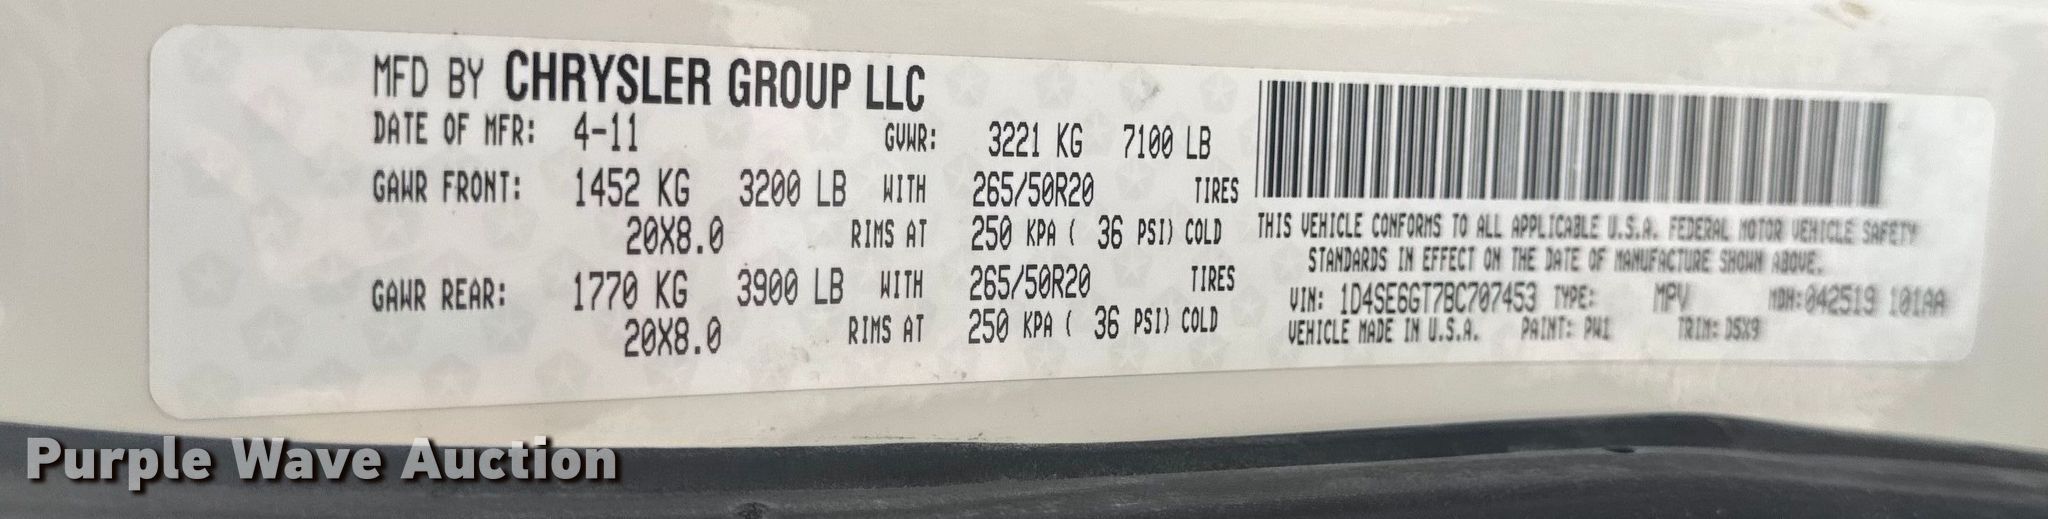 MFD BY CHRYSLER GROUP LLC
DATE OF MFR: 4-11 GVWR: 3221 KG 7100 LB
GAWR FRONT: 1452 KG 3200 LB WITH 265/50R20 TIRES
20X8.0 RIMS AT 250 KPA ( 36 PSI) COLD
GAWR REAR: 1770 KG 3900 LB WITH 265/50R20 TIRES
20X8.0 RIMS AT 250 KPA ( 36 PSI) COLD
THIS VEHICLE CONFORMS TO ALL APPLICABLE U.S.A. FEDERAL MOTOR VEHICLE SAFETY
STANDARDS IN EFFECT ON THE DATE OF MANUFACTURE SHOWN ABOVE.
VIN: 1D4SE6GT7BC707453 TYPE: MPV MDH:042519 101AA
VEHICLE MADE IN U.S.A. PAINT: PW1 TRIM: D5X9
Purple Wave Auction